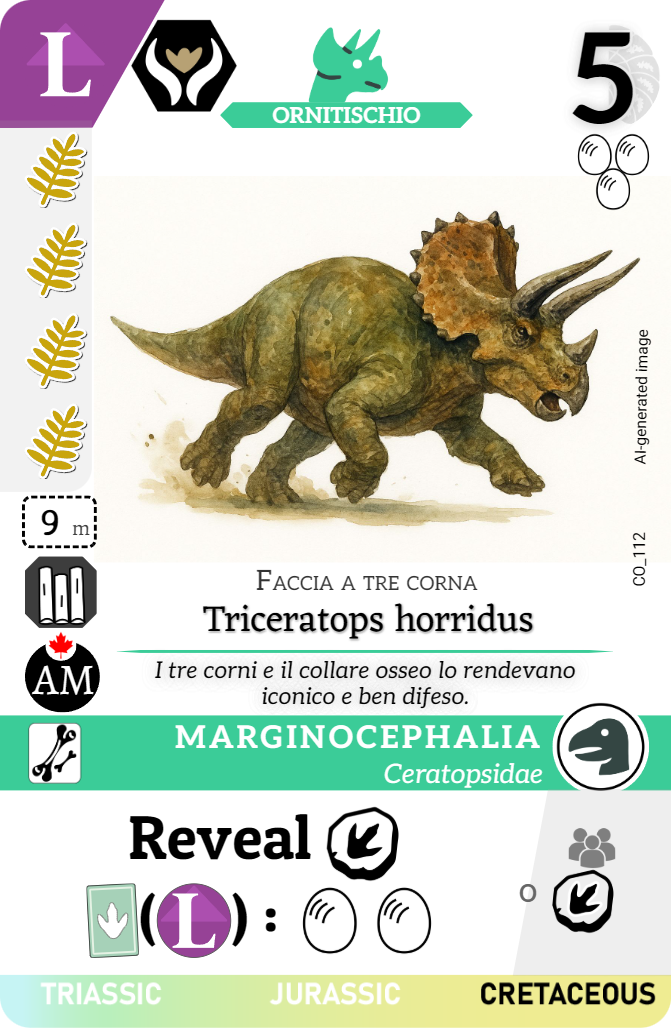 L
ORNITISCHIO
5
AI-generated image
9 m
CO_112
FACCIA A TRE CORNA
Triceratops horridus
AM
I tre corni e il collare osseo lo rendevano
iconico e ben difeso.
MARGINOCEPHALIA
Ceratopsidae
Reveal
(L) :
o
TRIASSIC JURASSIC CRETACEOUS